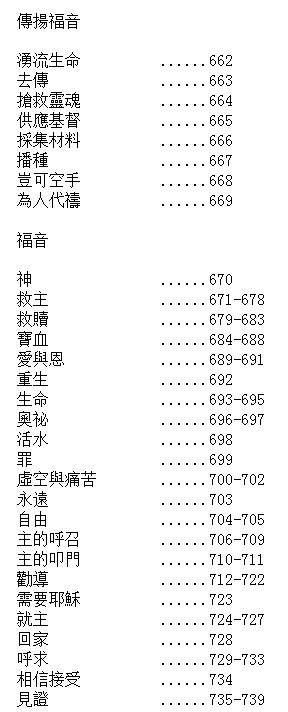 傳揚福音
湧流生命 ......662
去傳 ......663
搶救靈魂 ......664
供應基督 ......665
採集材料 ......666
播種 ......667
豈可空手 ......668
為人代禱 ......669
福音
神 ......670
救主 ......671-678
救贖 ......679-683
寶血 ......684-688
愛與恩 ......689-691
重生 ......692
生命 ......693-695
奧祕 ......696-697
活水 ......698
罪 ......699
虛空與痛苦 ......700-702
永遠 ......703
自由 ......704-705
主的呼召 ......706-709
主的叩門 ......710-711
勸導 ......712-722
需要耶穌 ......723
就主 ......724-727
回家 ......728
呼求 ......729-733
相信接受 ......734
見證 ......735-739